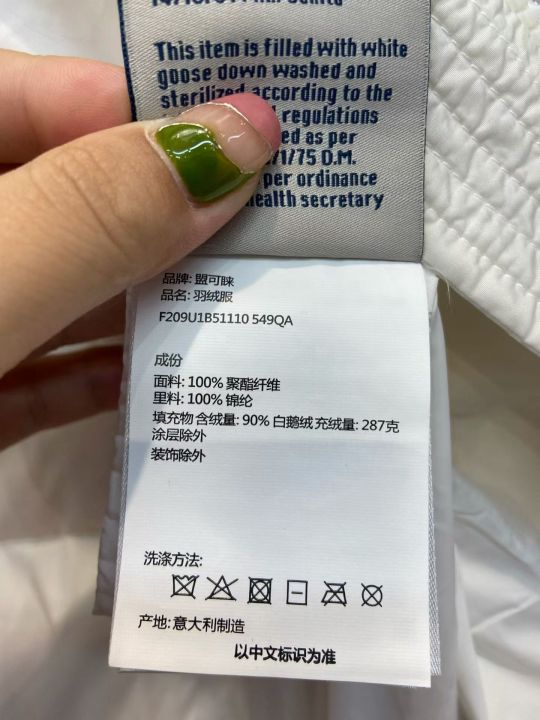 This item is filled with white
goose down washed and
sterilized according to the
regulations
ed as per
/1/75 D.M.
per ordinance
secretary
品牌: 盟可睐
品名: 羽绒服
F209U1B51110 549QA
成份
面料: 100% 聚酯纤维
里料: 100% 锦纶
填充物 含绒量: 90% 白鹅绒 充绒量: 287克
涂层除外
装饰除外
洗涤方法:
产地: 意大利制造
以中文标识为准